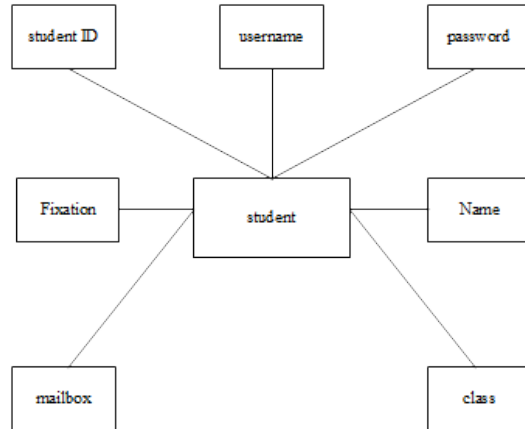 student ID
username
password
Fixation
student
Name
mailbox
class